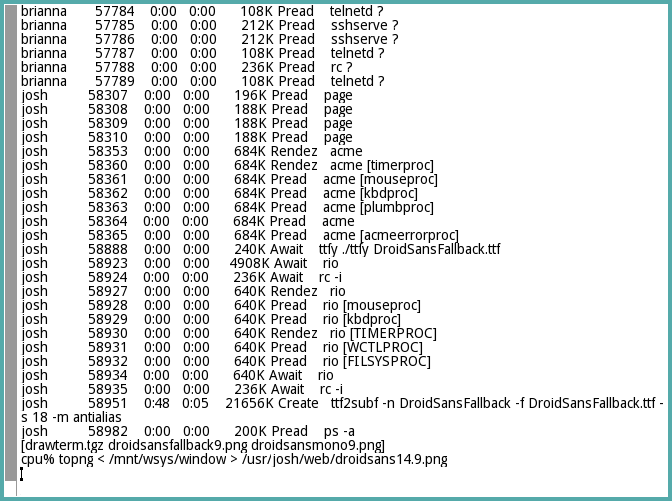 brianna 57784 0:00 0:00 108K Pread telnetd ?
brianna 57785 0:00 0:00 212K Pread sshserve ?
brianna 57786 0:00 0:00 212K Pread sshserve ?
brianna 57787 0:00 0:00 108K Pread telnetd ?
brianna 57788 0:00 0:00 236K Pread rc ?
brianna 57789 0:00 0:00 108K Pread telnetd ?
josh 58307 0:00 0:00 196K Pread page
josh 58308 0:00 0:00 188K Pread page
josh 58309 0:00 0:00 188K Pread page
josh 58310 0:00 0:00 188K Pread page
josh 58353 0:00 0:00 684K Rendez acme
josh 58360 0:00 0:00 684K Rendez acme [timerproc]
josh 58361 0:00 0:00 684K Pread acme [mouseproc]
josh 58362 0:00 0:00 684K Pread acme [kbdproc]
josh 58363 0:00 0:00 684K Pread acme [plumbproc]
josh 58364 0:00 0:00 684K Pread acme
josh 58365 0:00 0:00 684K Pread acme [acmeerrorproc]
josh 58888 0:00 0:00 240K Await ttfy ./ttfy DroidSansFallback.ttf
josh 58923 0:00 0:00 4908K Await rio
josh 58924 0:00 0:00 236K Await rc -i
josh 58927 0:00 0:00 640K Rendez rio
josh 58928 0:00 0:00 640K Pread rio [mouseproc]
josh 58929 0:00 0:00 640K Pread rio [kbdproc]
josh 58930 0:00 0:00 640K Rendez rio [TIMERPROC]
josh 58931 0:00 0:00 640K Pread rio [WCTLPROC]
josh 58932 0:00 0:00 640K Pread rio [FILSYSPROC]
josh 58934 0:00 0:00 640K Await rio
josh 58935 0:00 0:00 236K Await rc -i
josh 58951 0:48 0:05 21656K Create ttf2subf -n DroidSansFallback -f DroidSansFallback.ttf -
s 18 -m antialias
josh 58982 0:00 0:00 200K Pread ps -a
[drawterm.tgz droidsansfallback9.png droidsansmono9.png]
cpu% topng < /mnt/wsys/window > /usr/josh/web/droidsans14.9.png